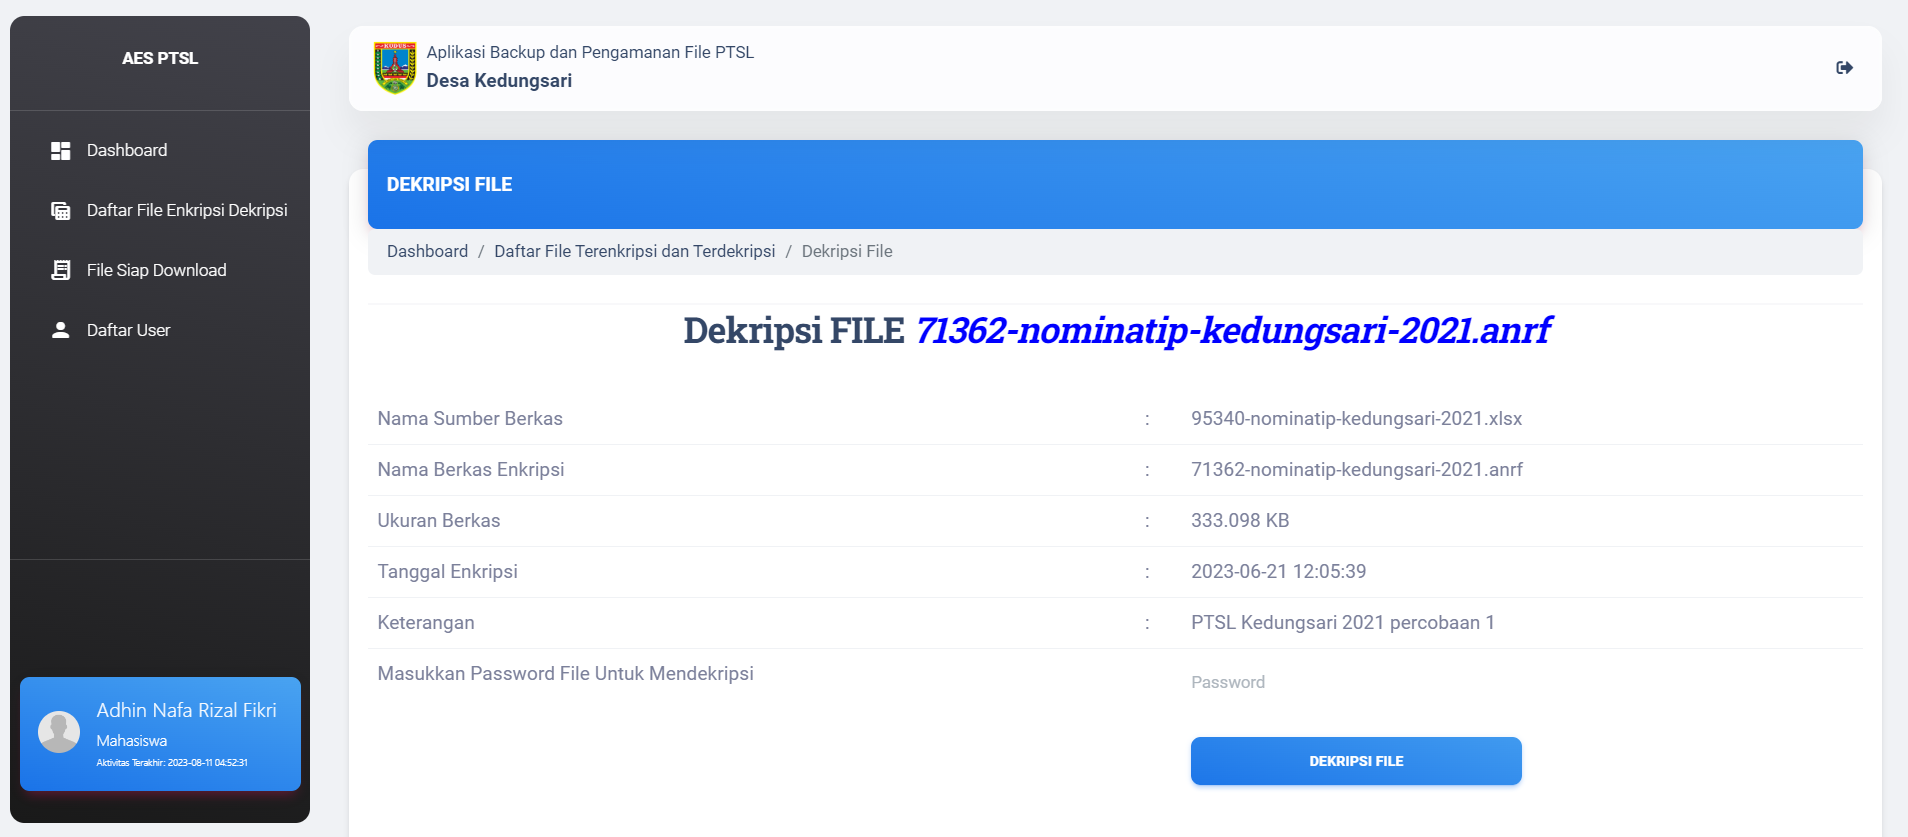 AES PTSL
Dashboard
Daftar File Enkripsi Dekripsi
File Siap Download
Daftar User
Adhin Nafa Rizal Fikri
Mahasiswa
Aktivitas Terakhir: 2023-08-11 04:52:31
KUDUS
Aplikasi Backup dan Pengamanan File PTSL
Desa Kedungsari
DEKRIPSI FILE
Dashboard / Daftar File Terenkripsi dan Terdekripsi / Dekripsi File
Dekripsi FILE 71362-nominatip-kedungsari-2021.anrf
Nama Sumber Berkas : 95340-nominatip-kedungsari-2021.xlsx
Nama Berkas Enkripsi : 71362-nominatip-kedungsari-2021.anrf
Ukuran Berkas : 333.098 KB
Tanggal Enkripsi : 2023-06-21 12:05:39
Keterangan : PTSL Kedungsari 2021 percobaan 1
Masukkan Password File Untuk Mendekripsi
Password
DEKRIPSI FILE